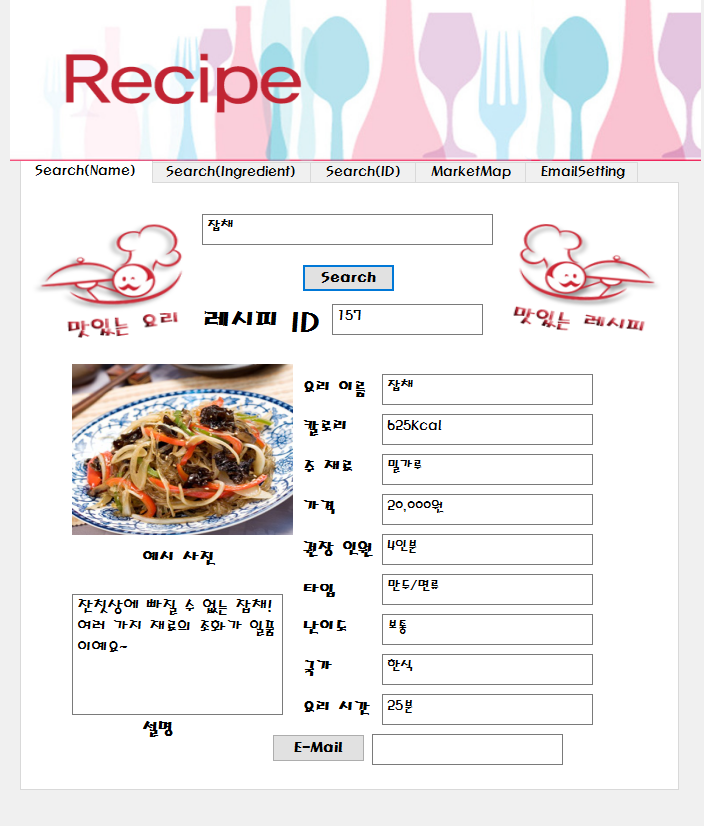 Recipe
Search(Name) Search(Ingredient) Search(ID) MarketMap EmailSetting
잡채
Search
맛있는 요리
맛있는 레시피
레시피 ID 157
요리 이름 잡채
칼로리 625Kcal
주 재료 밀가루
가격 20,000원
예시 사진
권장 인원 4인분
타입 만두/면류
잔칫상에 빠질 수 없는 잡채!
여러 가지 재료의 조화가 일품
이예요~
난이도 보통
국가 한식
요리 시간 25분
설명
E-Mail